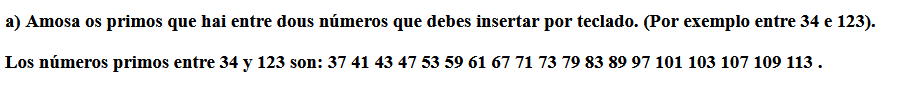 a) Amosa os primos que hai entre dous números que debes insertar por teclado. (Por exemplo entre 34 e 123).
Los números primos entre 34 y 123 son: 37 41 43 47 53 59 61 67 71 73 79 83 89 97 101 103 107 109 113 .